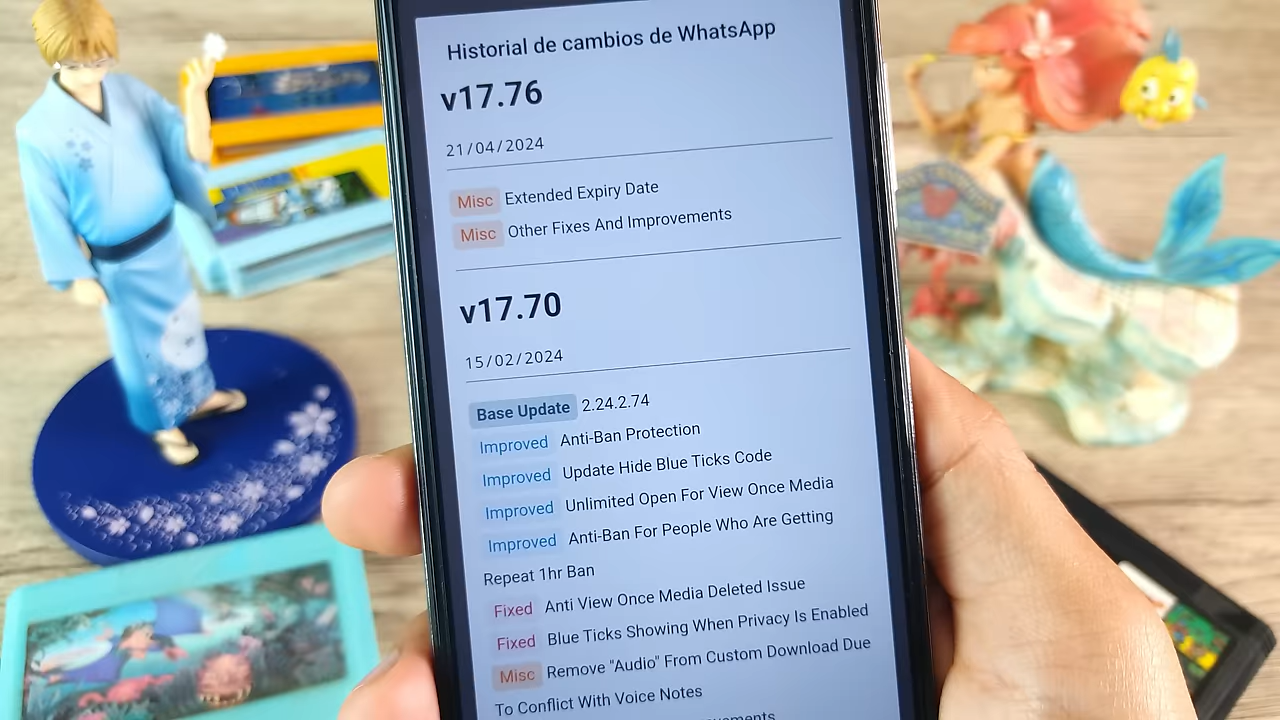 Historial de cambios de WhatsApp
v17.76
21/04/2024
Misc Extended Expiry Date
Misc Other Fixes And Improvements
v17.70
15/02/2024
Base Update 2.24.2.74
Improved Anti-Ban Protection
Improved Update Hide Blue Ticks Code
Improved Unlimited Open For View Once Media
Improved Anti-Ban For People Who Are Getting
Repeat 1hr Ban
Fixed Anti View Once Media Deleted Issue
Fixed Blue Ticks Showing When Privacy Is Enabled
Misc Remove "Audio" From Custom Download Due
To Conflict With Voice Notes